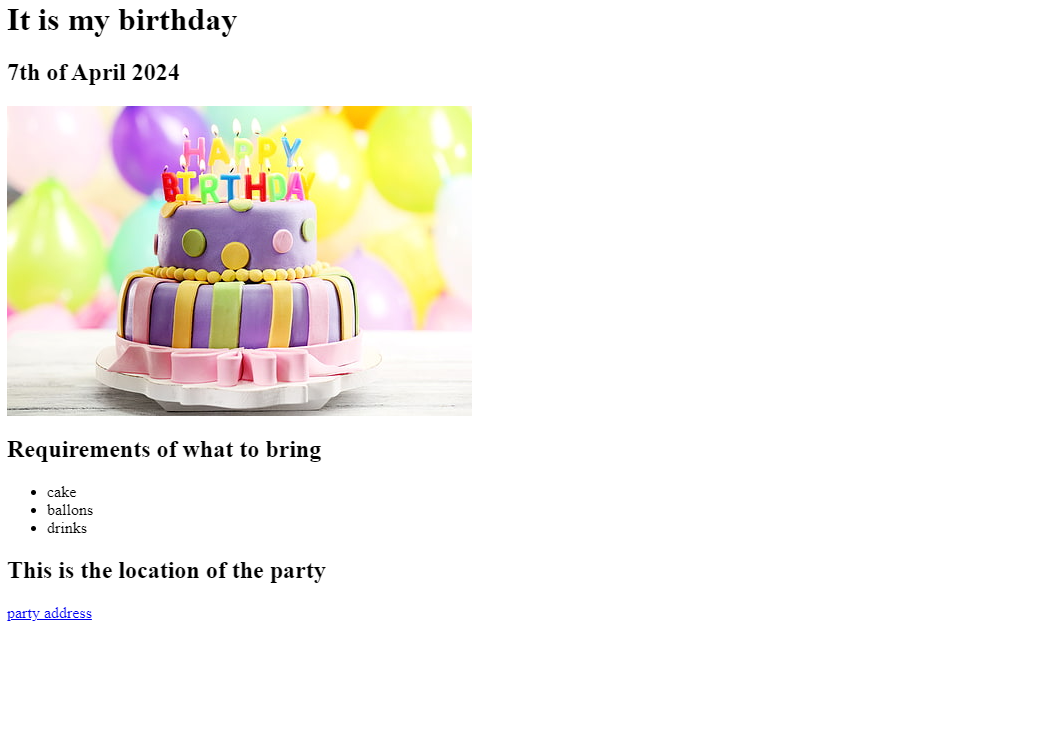 It is my birthday
7th of April 2024
HAPPY
BIRTHDAY
Requirements of what to bring
cake
ballons
drinks
This is the location of the party
party address